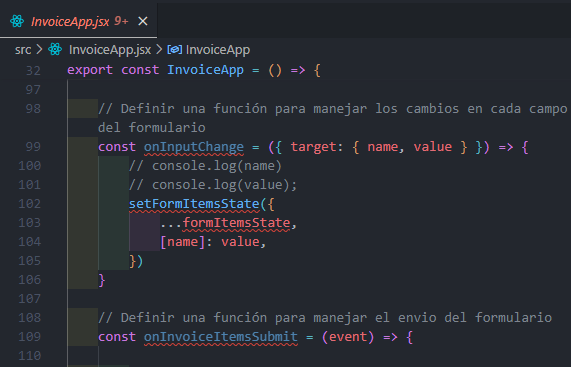 InvoiceApp.jsx 9+ ×
src > InvoiceApp.jsx > InvoiceApp
32 export const InvoiceApp = () => {
97
98 // Definir una función para manejar los cambios en cada campo
del formulario
99 const onInputChange = ({ target: { name, value } }) => {
100 // console.log(name)
101 // console.log(value);
102 setFormItemsState({
103 ...formItemsState,
104 [name]: value,
105 })
106 }
107
108 // Definir una función para manejar el envio del formulario
109 const onInvoiceItemsSubmit = (event) => {
110